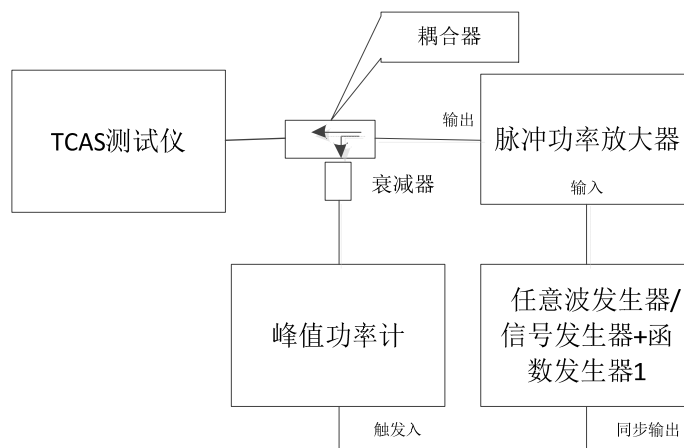 耦合器
TCAS测试仪
输出
脉冲功率放大器
输入
衰减器
峰值功率计
任意波发生器/
信号发生器+函
数发生器1
触发入
同步输出